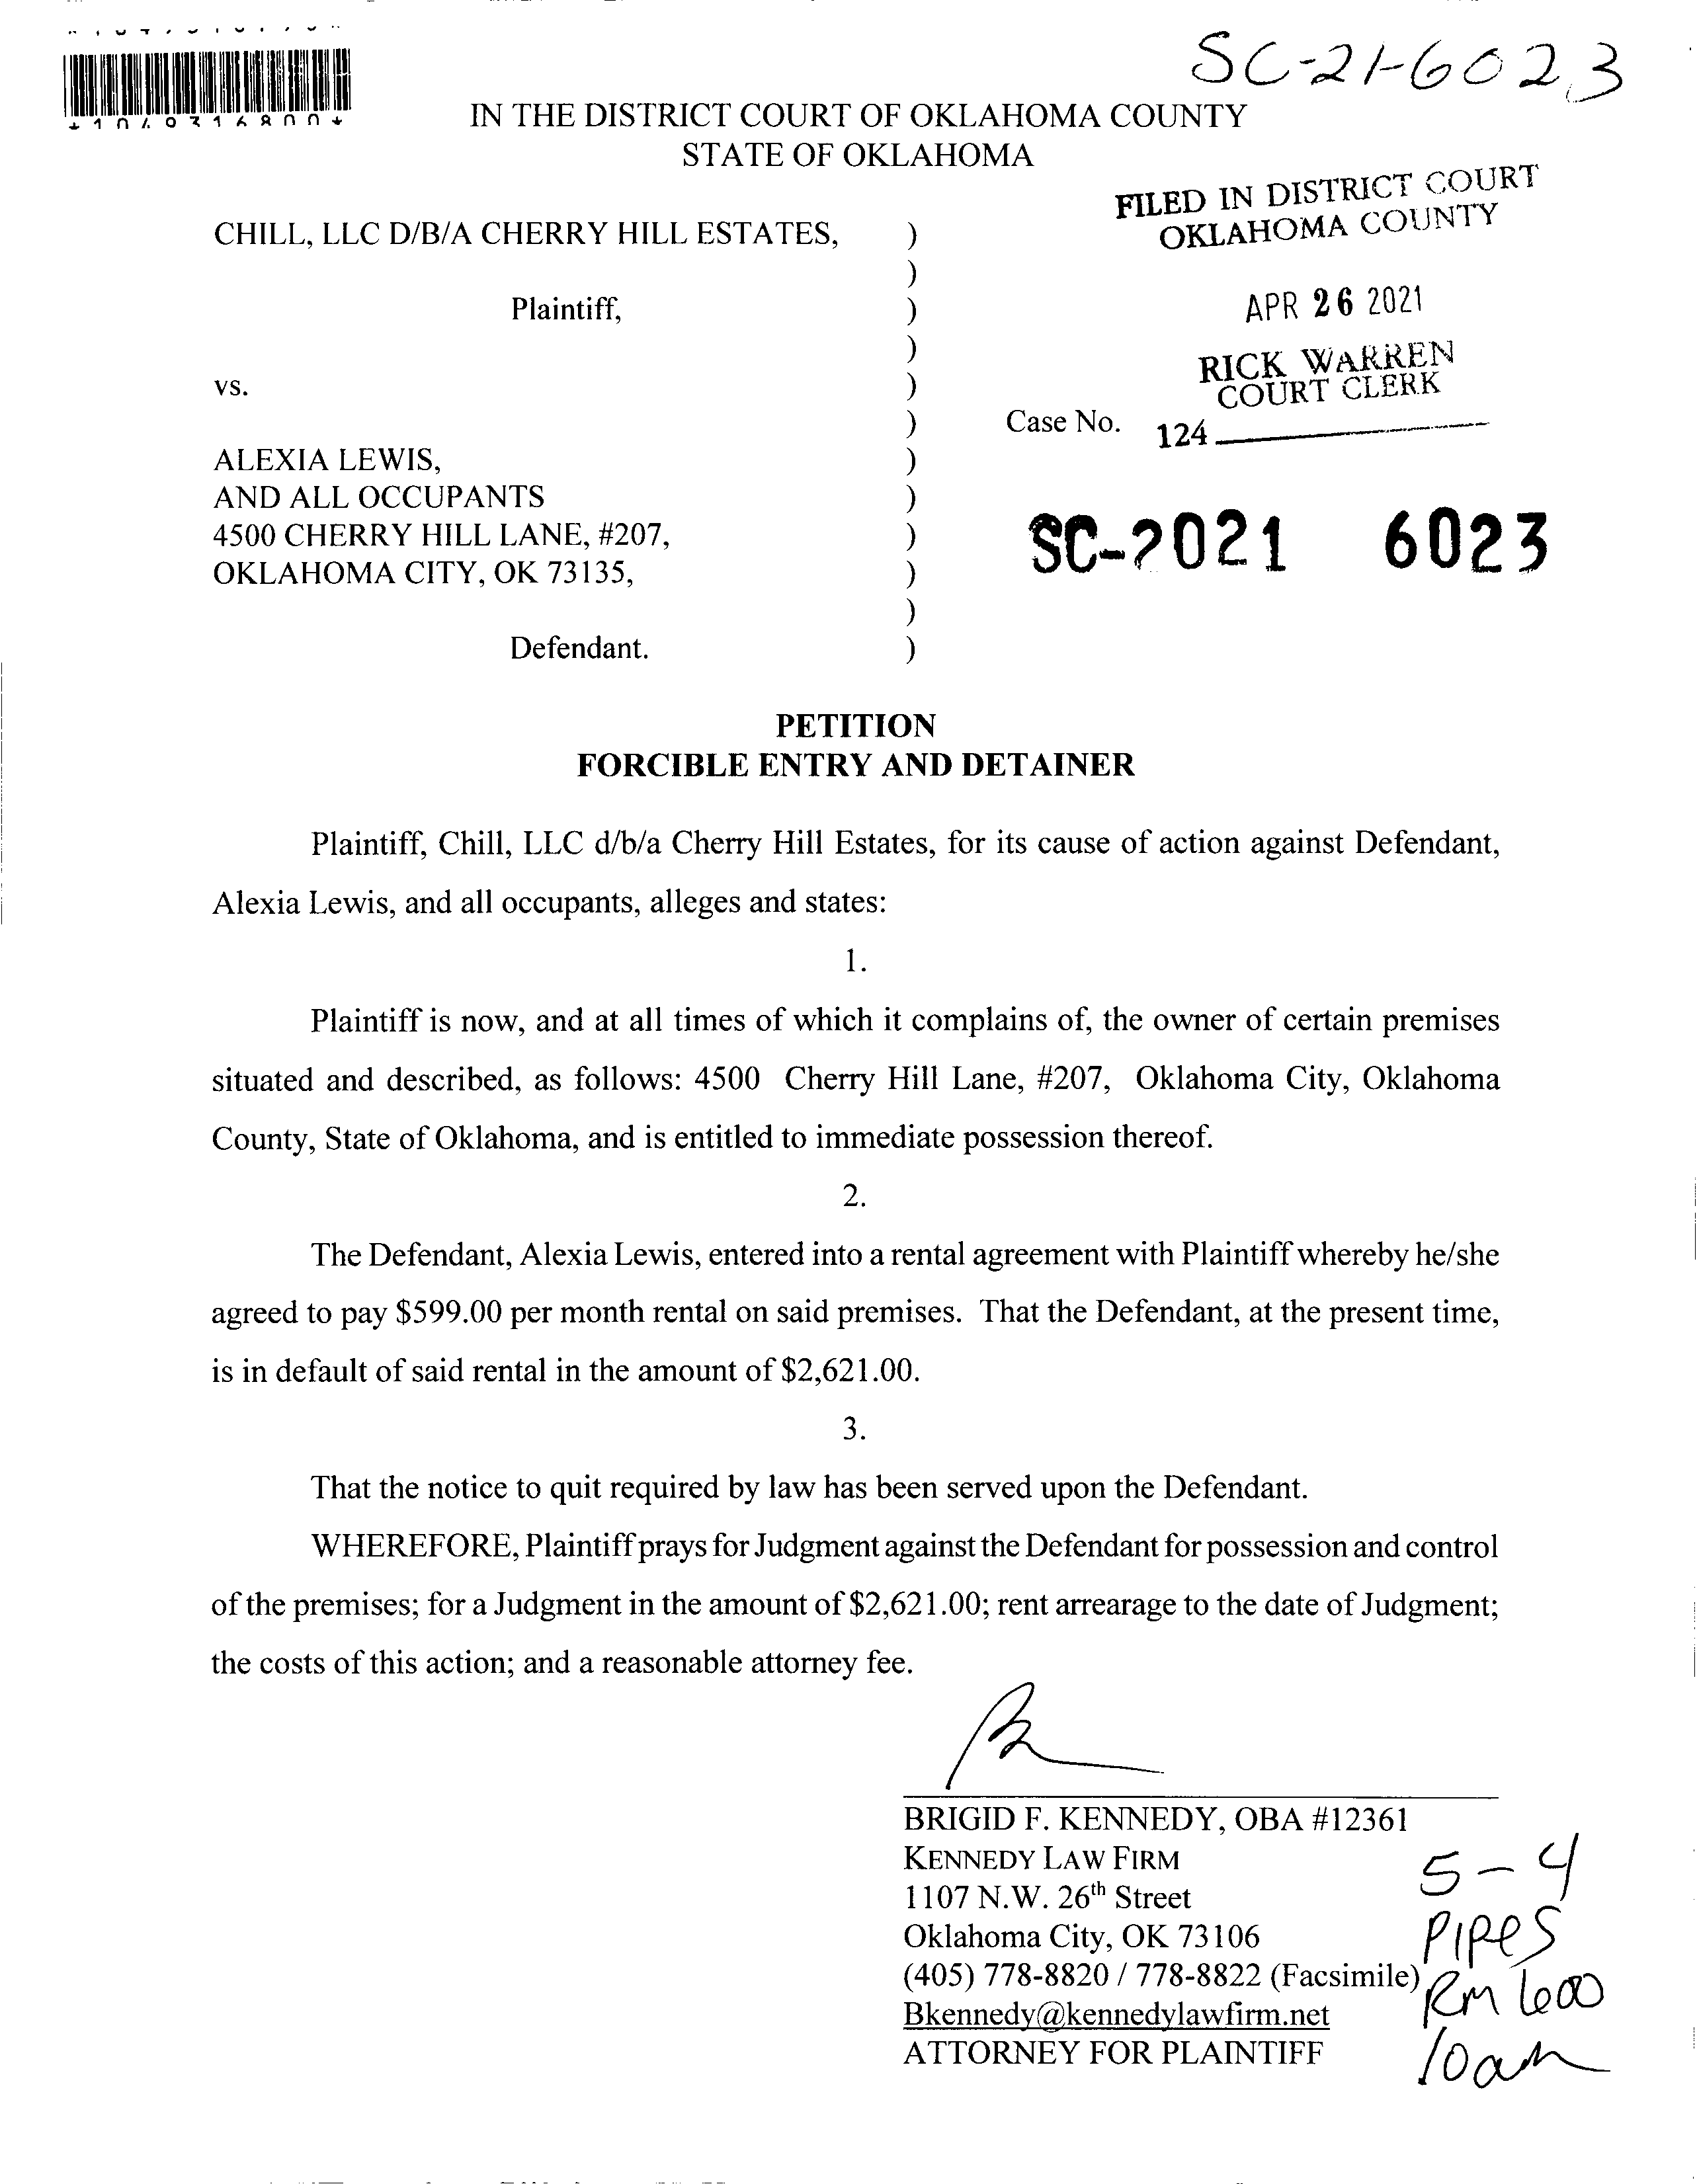 SC-21-6023
IN THE DISTRICT COURT OF OKLAHOMA COUNTY
STATE OF OKLAHOMA
FILED IN DISTRICT COURT
OKLAHOMA COUNTY
CHILL, LLC D/B/A CHERRY HILL ESTATES, )
)
Plaintiff, )
APR 26 2021
)
RICK WARREN
COURT CLERK
vs. )
)
Case No.
124
ALEXIA LEWIS, )
AND ALL OCCUPANTS )
4500 CHERRY HILL LANE, #207, )
SC-2021 6023
OKLAHOMA CITY, OK 73135, )
)
Defendant. )
PETITION
FORCIBLE ENTRY AND DETAINER
Plaintiff, Chill, LLC d/b/a Cherry Hill Estates, for its cause of action against Defendant,
Alexia Lewis, and all occupants, alleges and states:
1.
Plaintiff is now, and at all times of which it complains of, the owner of certain premises
situated and described, as follows: 4500 Cherry Hill Lane, #207, Oklahoma City, Oklahoma
County, State of Oklahoma, and is entitled to immediate possession thereof.
2.
The Defendant, Alexia Lewis, entered into a rental agreement with Plaintiff whereby he/she
agreed to pay $599.00 per month rental on said premises. That the Defendant, at the present time,
is in default of said rental in the amount of $2,621.00.
3.
That the notice to quit required by law has been served upon the Defendant.
WHEREFORE, Plaintiff prays for Judgment against the Defendant for possession and control
of the premises; for a Judgment in the amount of $2,621.00; rent arrearage to the date of Judgment;
the costs of this action; and a reasonable attorney fee.
BRIGID F. KENNEDY, OBA #12361
KENNEDY LAW FIRM
1107 N.W. 26th Street
Oklahoma City, OK 73106
(405) 778-8820 / 778-8822 (Facsimile)
Bkennedy@kennedylawfirm.net
ATTORNEY FOR PLAINTIFF
5-4
Pipes
Rm 600
10am